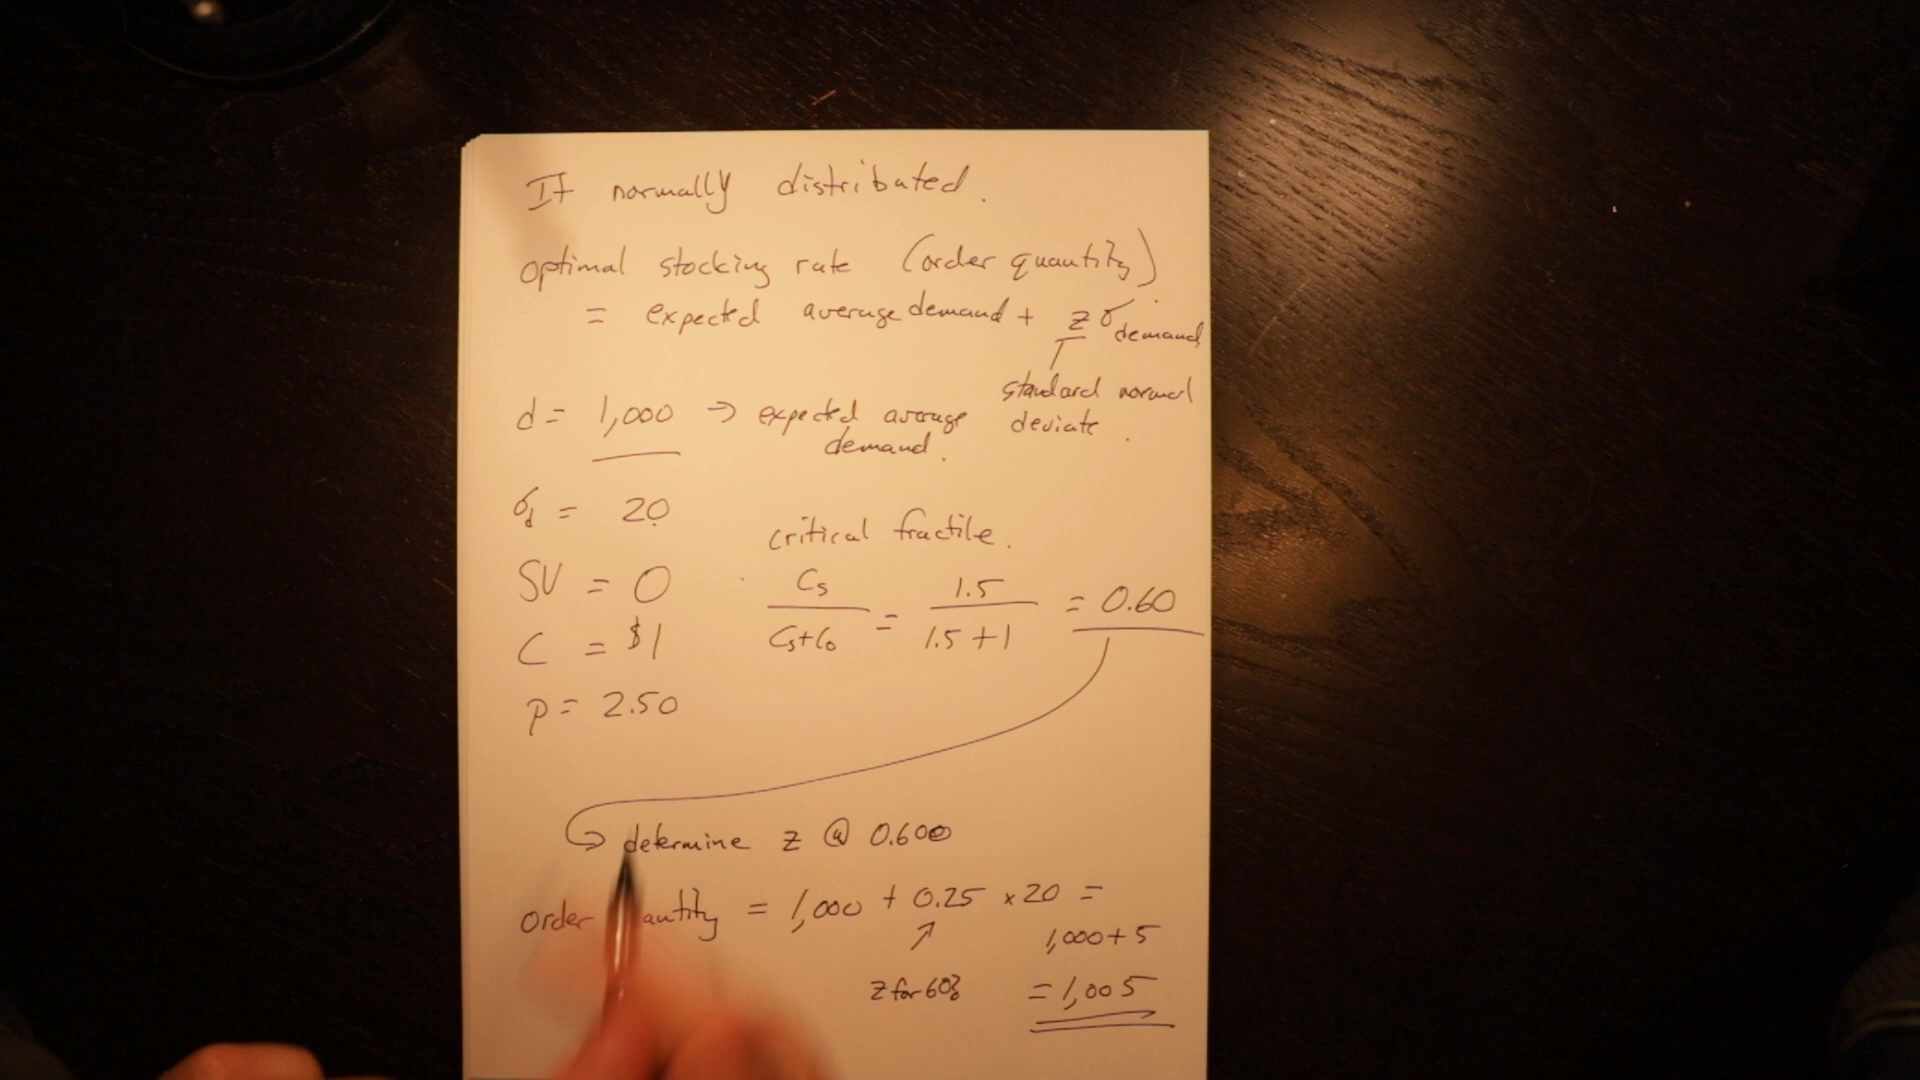 If normally distributed.
optimal stocking rate (order quantity)
= expected average demand + z σdemand
standard normal
deviate.
d = 1,000 → expected average
demand.
σd = 20
critical fractile.
SV = 0
Cs / Cs+Co = 1.5 / 1.5+1 = 0.60
C = $1
p = 2.50
determine z @ 0.600
order = 1,000 + 0.25 x 20 =
1,000+5
z for 60%
= 1,005